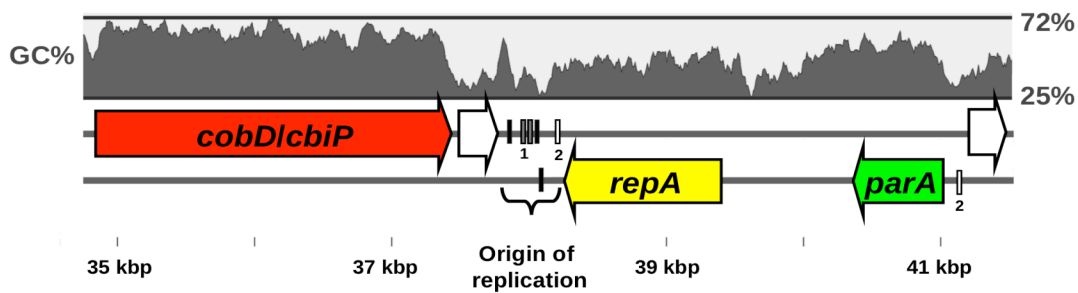 72%
GC%
25%
cobD/cbiP
1
2
repA
parA
2
Origin of
replication
35 kbp
37 kbp
39 kbp
41 kbp